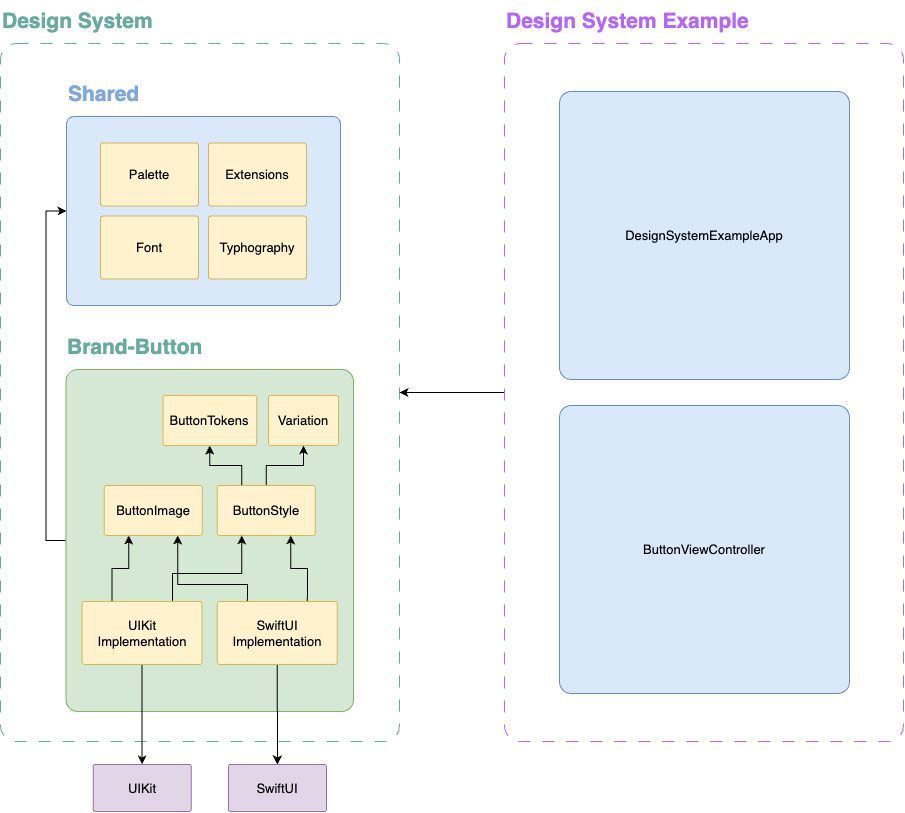 Design System
Design System Example
Shared
Palette
Extensions
Font
Typhography
DesignSystemExampleApp
Brand-Button
ButtonTokens
Variation
ButtonImage
ButtonStyle
ButtonViewController
UIKit
Implementation
SwiftUI
Implementation
UIKit
SwiftUI